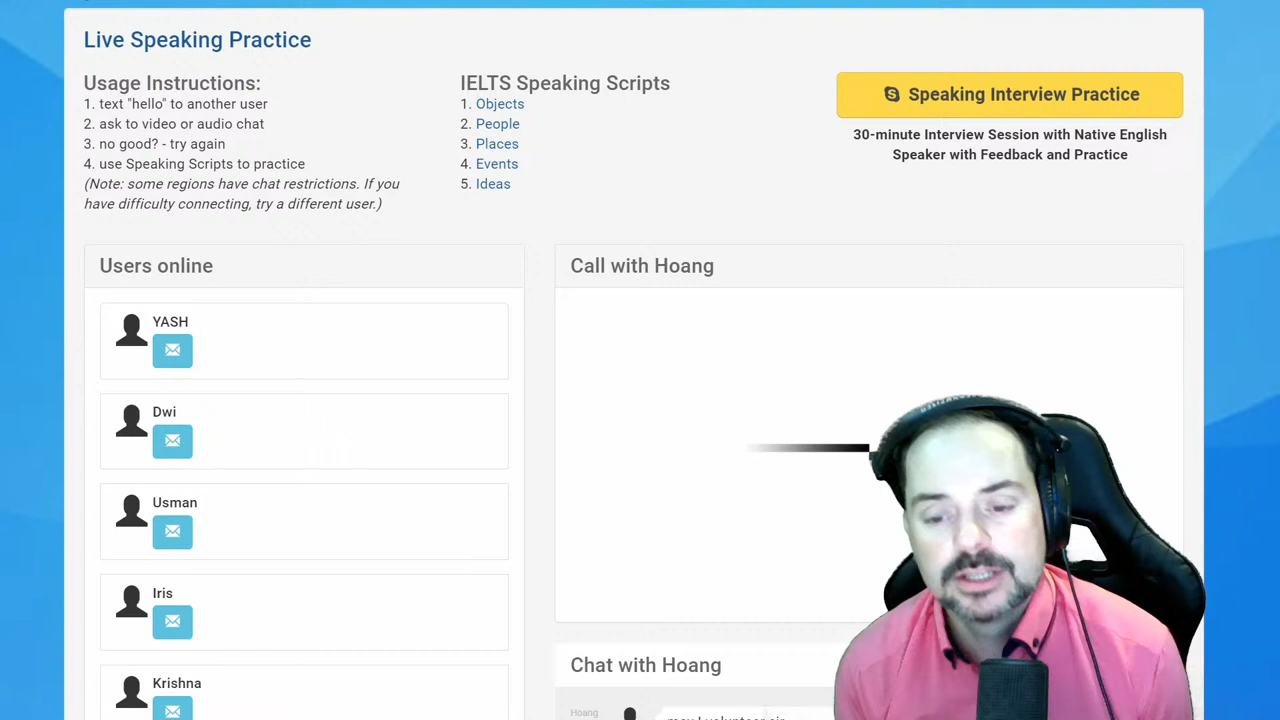 Live Speaking Practice
Usage Instructions:
1. text "hello" to another user
2. ask to video or audio chat
3. no good? - try again
4. use Speaking Scripts to practice
(Note: some regions have chat restrictions. If you
have difficulty connecting, try a different user.)
IELTS Speaking Scripts
1. Objects
2. People
3. Places
4. Events
5. Ideas
Speaking Interview Practice
30-minute Interview Session with Native English
Speaker with Feedback and Practice
Users online
YASH
Dwi
Usman
Iris
Krishna
Call with Hoang
Chat with Hoang
Hoang
may I volunteer sir